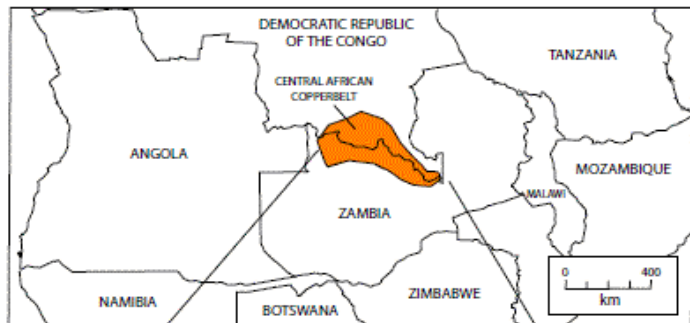 DEMOCRATIC REPUBLIC
OF THE CONGO
TANZANIA
CENTRAL AFRICAN
COPPERBELT
ANGOLA
MOZAMBIQUE
MALAWI
ZAMBIA
0 400
km
ZIMBABWE
NAMIBIA
BOTSWANA